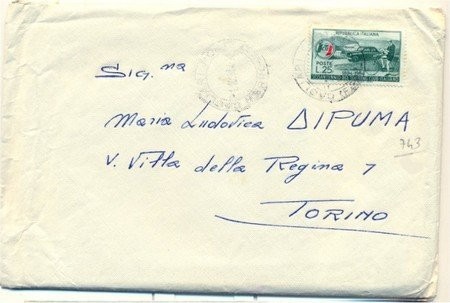 REPUBBLICA ITALIANA
POSTE
L.25
Sig.na
Maria Ludovica DIPUMA
743
V. Villa della Regina 7
TORINO